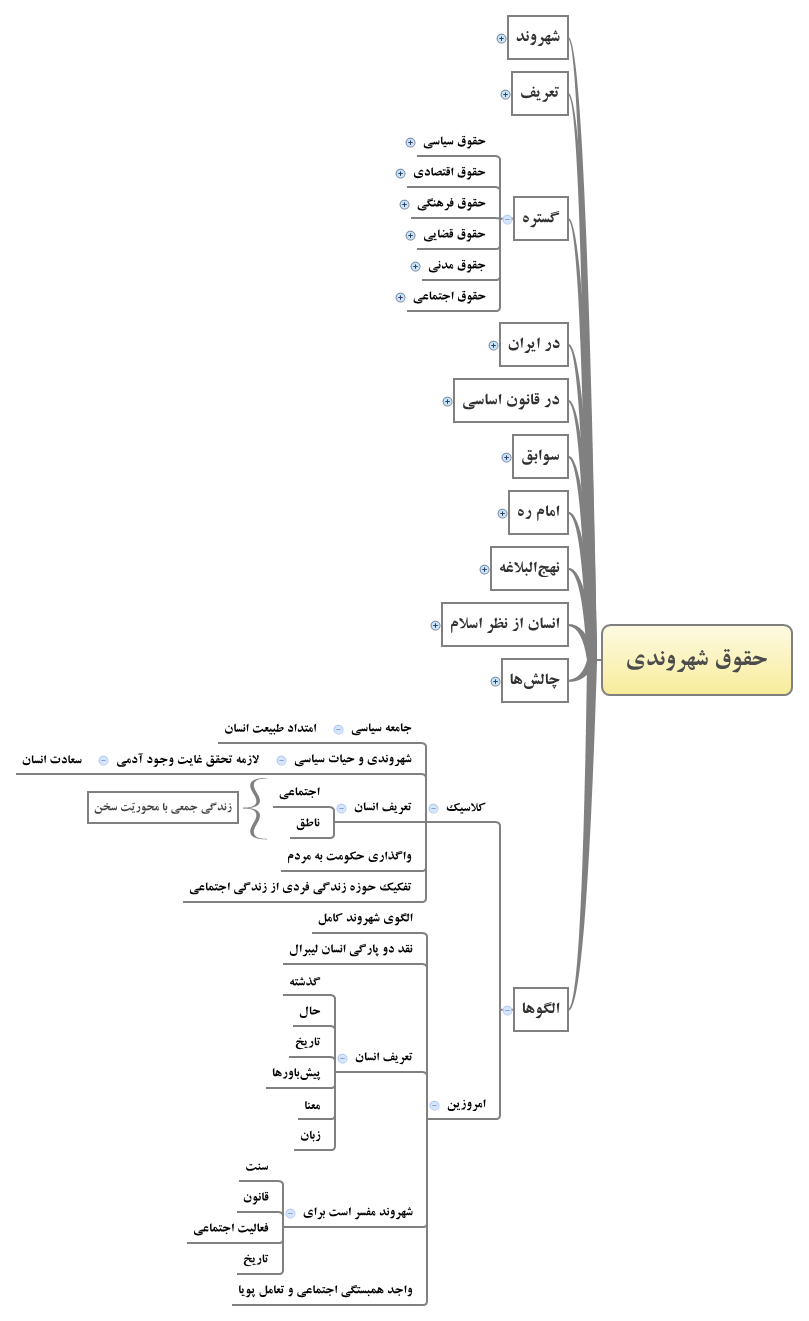 حقوق شهروندی
شهروند
تعریف
گستره
حقوق سیاسی
حقوق اقتصادی
حقوق فرهنگی
حقوق قضایی
جقوق مدنی
حقوق اجتماعی
در ایران
در قانون اساسی
سوابق
امام ره
نهج‌البلاغه
انسان از نظر اسلام
چالش‌ها
الگوها
کلاسیک
جامعه سیاسی
امتداد طبیعت انسان
شهروندی و حیات سیاسی
لازمه تحقق غایت وجود آدمی
سعادت انسان
تعریف انسان
اجتماعی
ناطق
زندگی جمعی با محوریّت سخن
واگذاری حکومت به مردم
تفکیک حوزه زندگی فردی از زندگی اجتماعی
امروزین
الگوی شهروند کامل
نقد دو پارگی انسان لیبرال
تعریف انسان
گذشته
حال
تاریخ
پیش‌باورها
معنا
زبان
شهروند مفسر است برای
سنت
قانون
فعالیت اجتماعی
تاریخ
واجد همبستگی اجتماعی و تعامل پویا